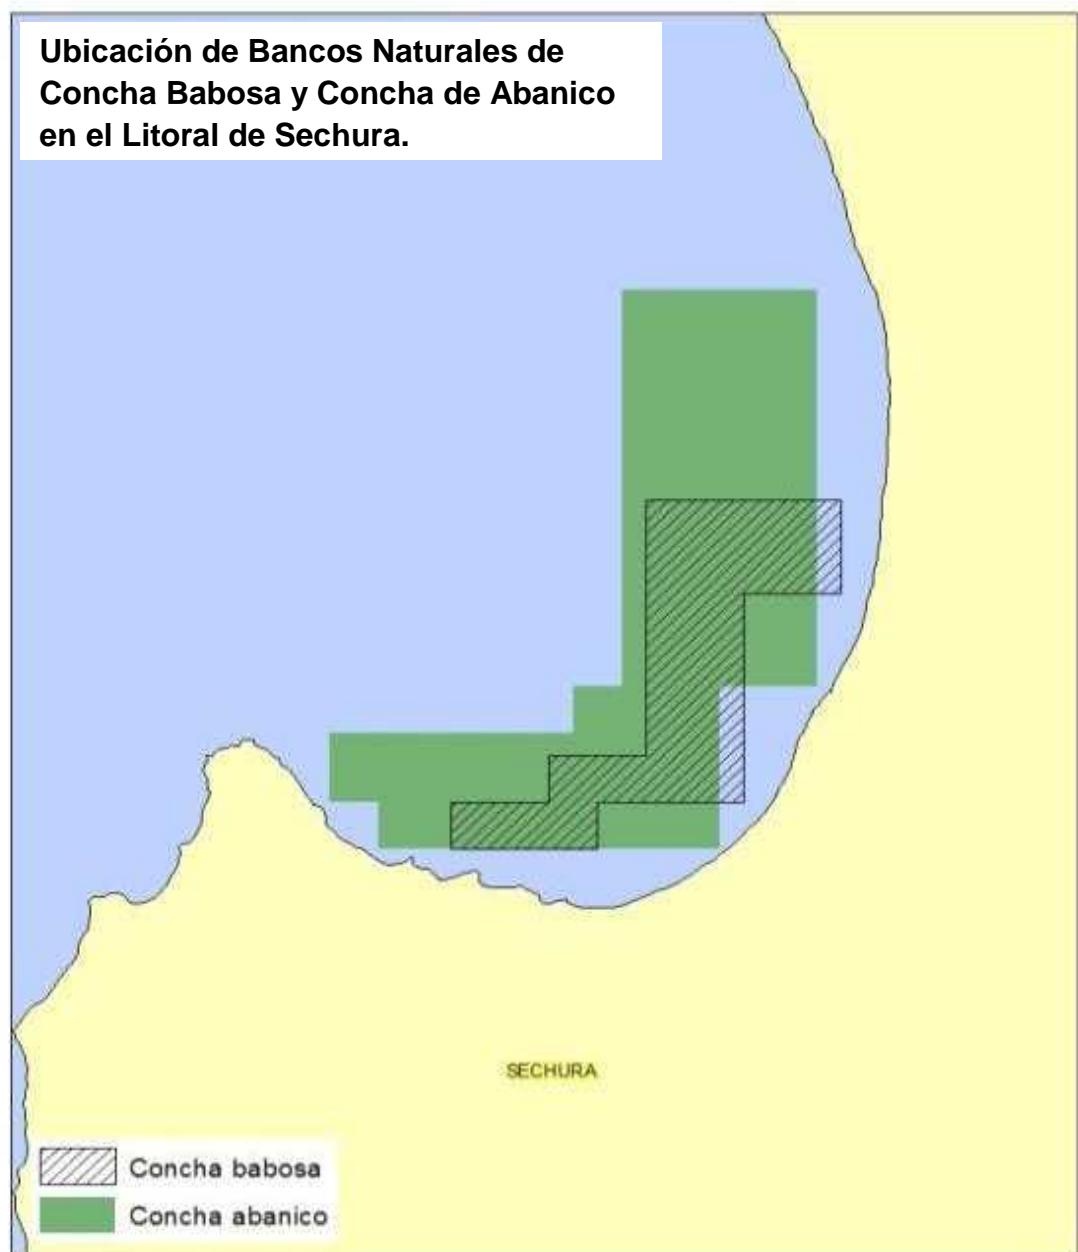 Ubicación de Bancos Naturales de
Concha Babosa y Concha de Abanico
en el Litoral de Sechura.
SECHURA
Concha babosa
Concha abanico